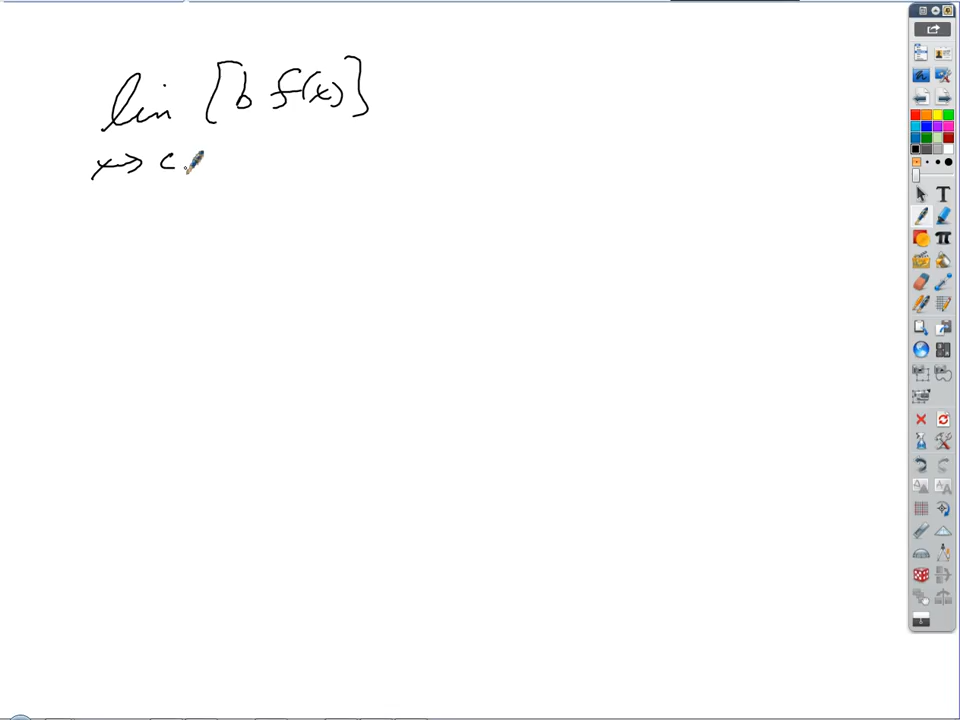 lim [b f(x)]
x→c